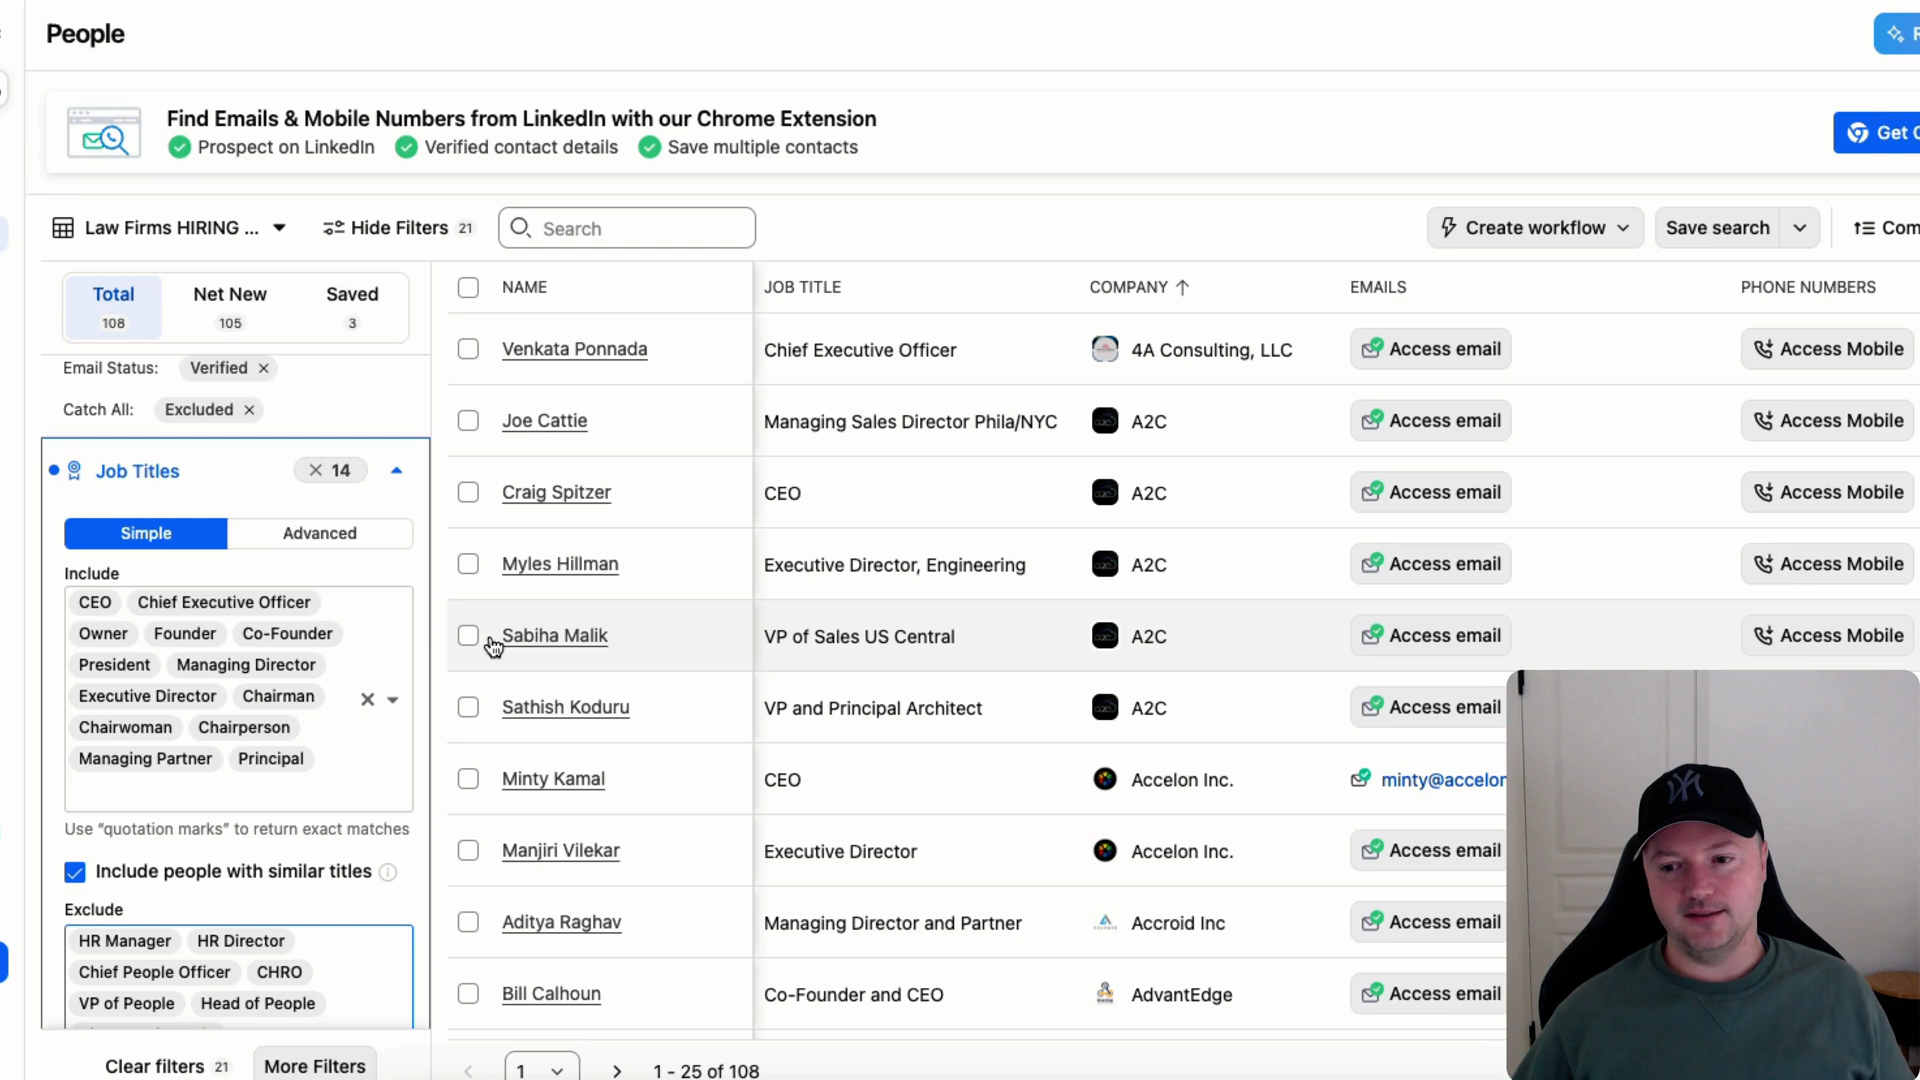 People
Find Emails & Mobile Numbers from LinkedIn with our Chrome Extension
Prospect on LinkedIn Verified contact details Save multiple contacts
Get
Law Firms HIRING ... Hide Filters 21 Search Create workflow Save search
Total Net New Saved
108 105 3
Email Status: Verified
Catch All: Excluded
Job Titles 14
Simple Advanced
Include
CEO Chief Executive Officer
Owner Founder Co-Founder
President Managing Director
Executive Director Chairman
Chairwoman Chairperson
Managing Partner Principal
Use “quotation marks” to return exact matches
Include people with similar titles
Exclude
HR Manager HR Director
Chief People Officer CHRO
VP of People Head of People
Clear filters 21 More Filters
NAME JOB TITLE COMPANY EMAILS PHONE NUMBERS
Venkata Ponnada Chief Executive Officer 4A Consulting, LLC Access email Access Mobile
Joe Cattie Managing Sales Director Phila/NYC A2C Access email Access Mobile
Craig Spitzer CEO A2C Access email Access Mobile
Myles Hillman Executive Director, Engineering A2C Access email Access Mobile
Sabiha Malik VP of Sales US Central A2C Access email Access Mobile
Sathish Koduru VP and Principal Architect A2C Access email
Minty Kamal CEO Accelon Inc. minty@accelon
Manjiri Vilekar Executive Director Accelon Inc. Access email
Aditya Raghav Managing Director and Partner Accroid Inc Access email
Bill Calhoun Co-Founder and CEO AdvantEdge Access email
1 1 - 25 of 108